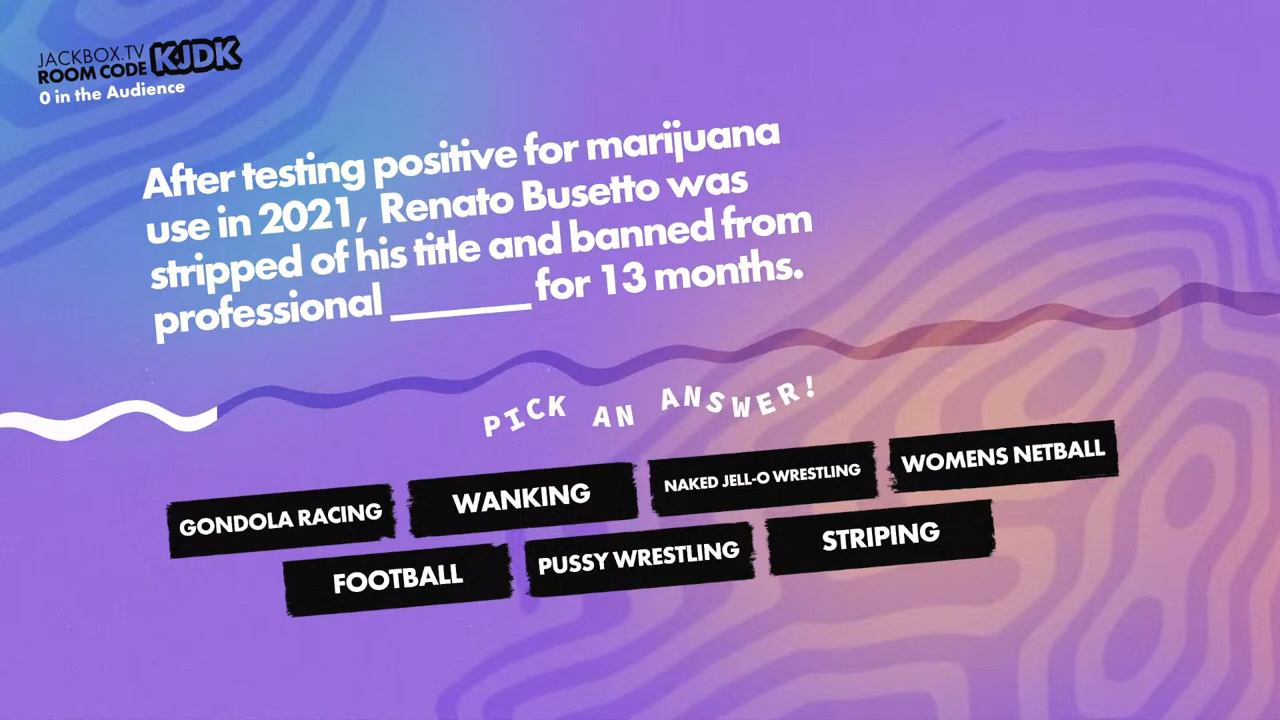 JACKBOX.TV
ROOM CODE KJDK
0 in the Audience
After testing positive for marijuana
use in 2021, Renato Busetto was
stripped of his title and banned from
professional ______ for 13 months.
PICK AN ANSWER!
GONDOLA RACING
WANKING
NAKED JELL-O WRESTLING
WOMENS NETBALL
FOOTBALL
PUSSY WRESTLING
STRIPING